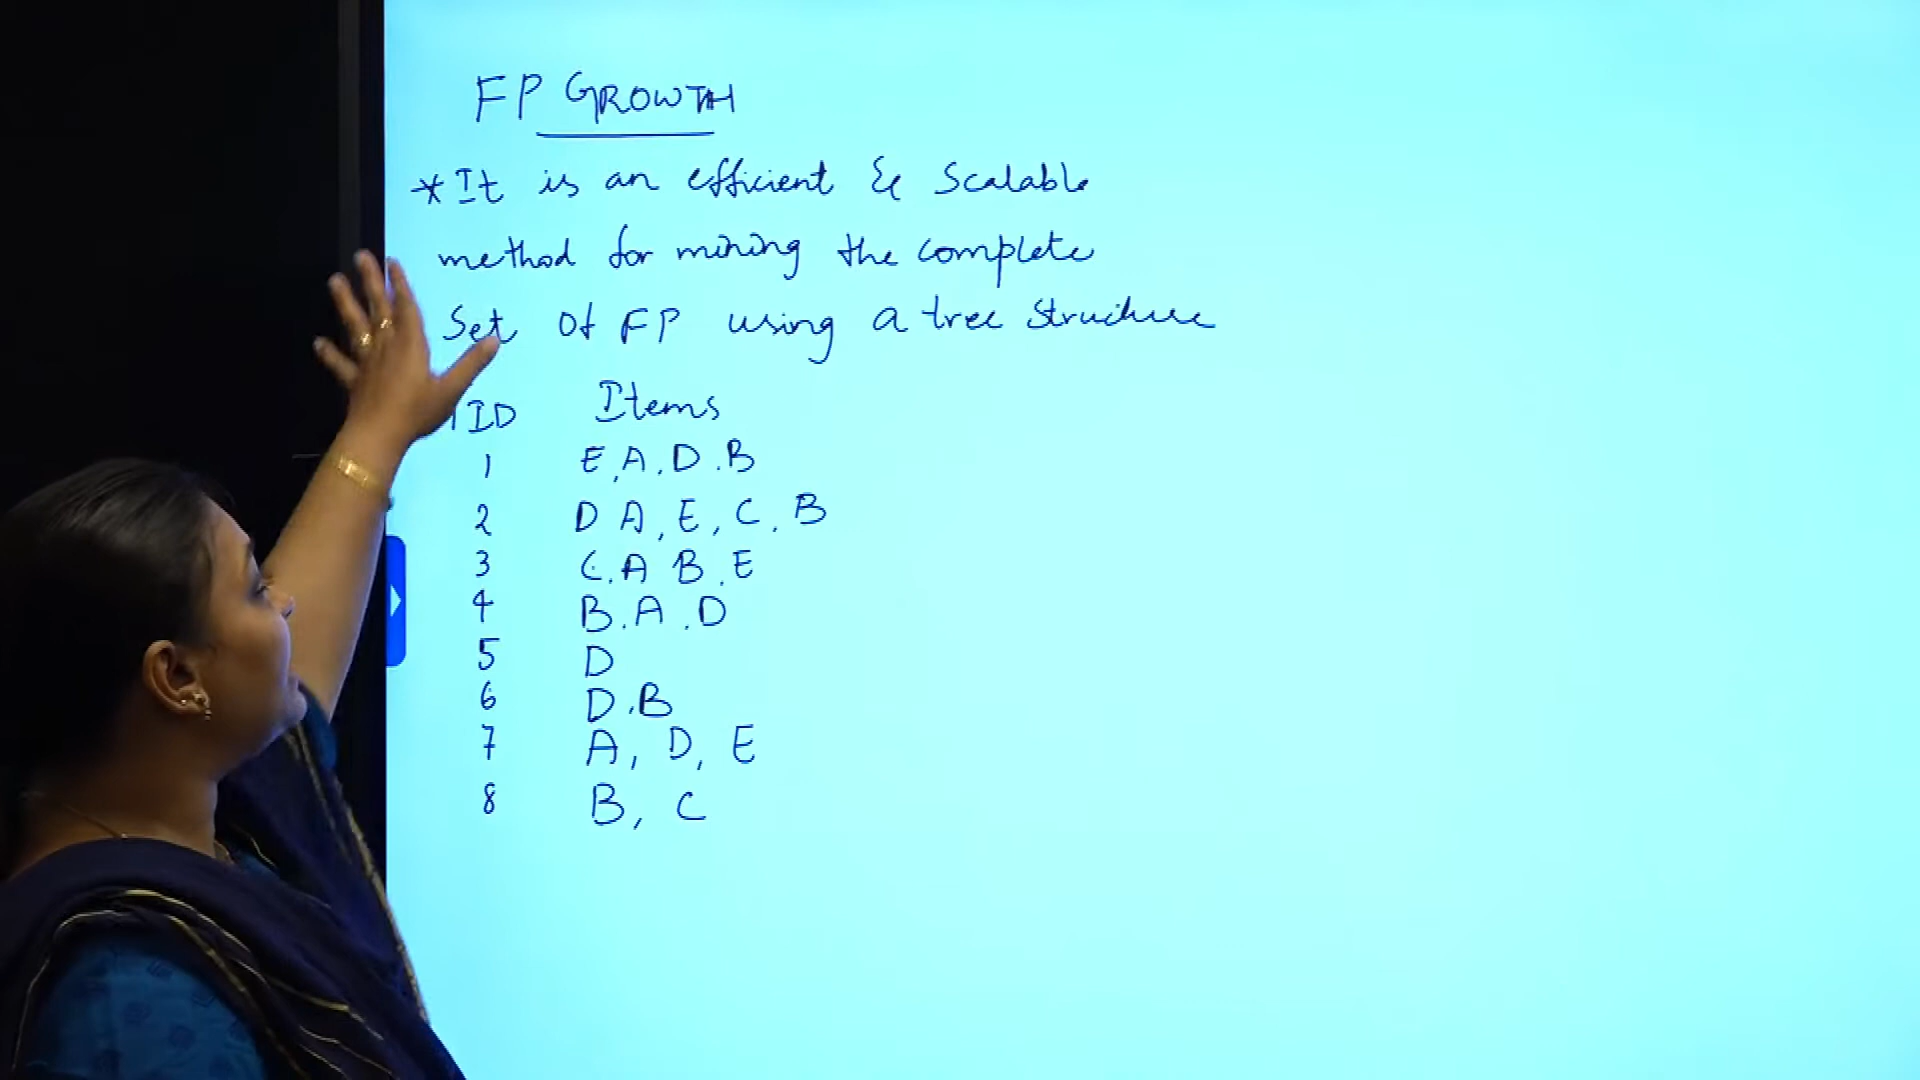 FP GROWTH
* It is an efficient & Scalable
method for mining the complete
Set Of FP using a tree Structure
TID Items
1 E, A, D, B
2 D A, E, C, B
3 C, A B, E
4 B, A, D
5 D
6 D, B
7 A, D, E
8 B, C